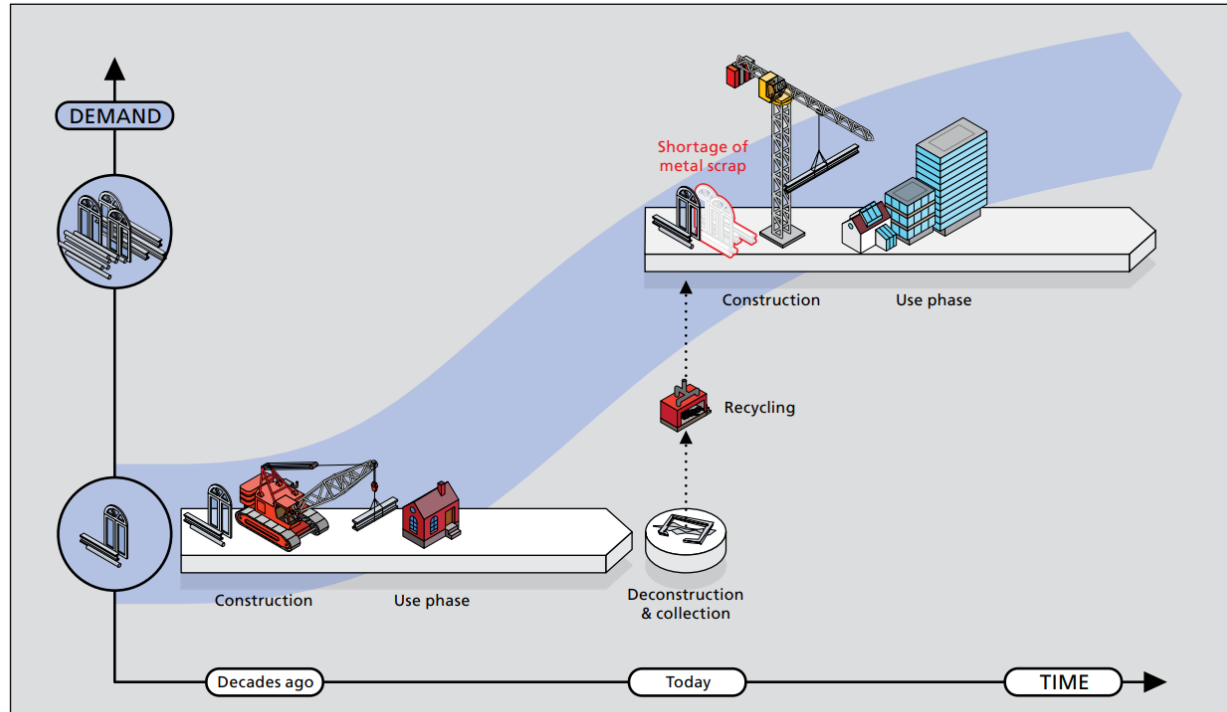 DEMAND
Shortage of
metal scrap
Construction
Use phase
Recycling
Construction
Use phase
Deconstruction
& collection
Decades ago
Today
TIME